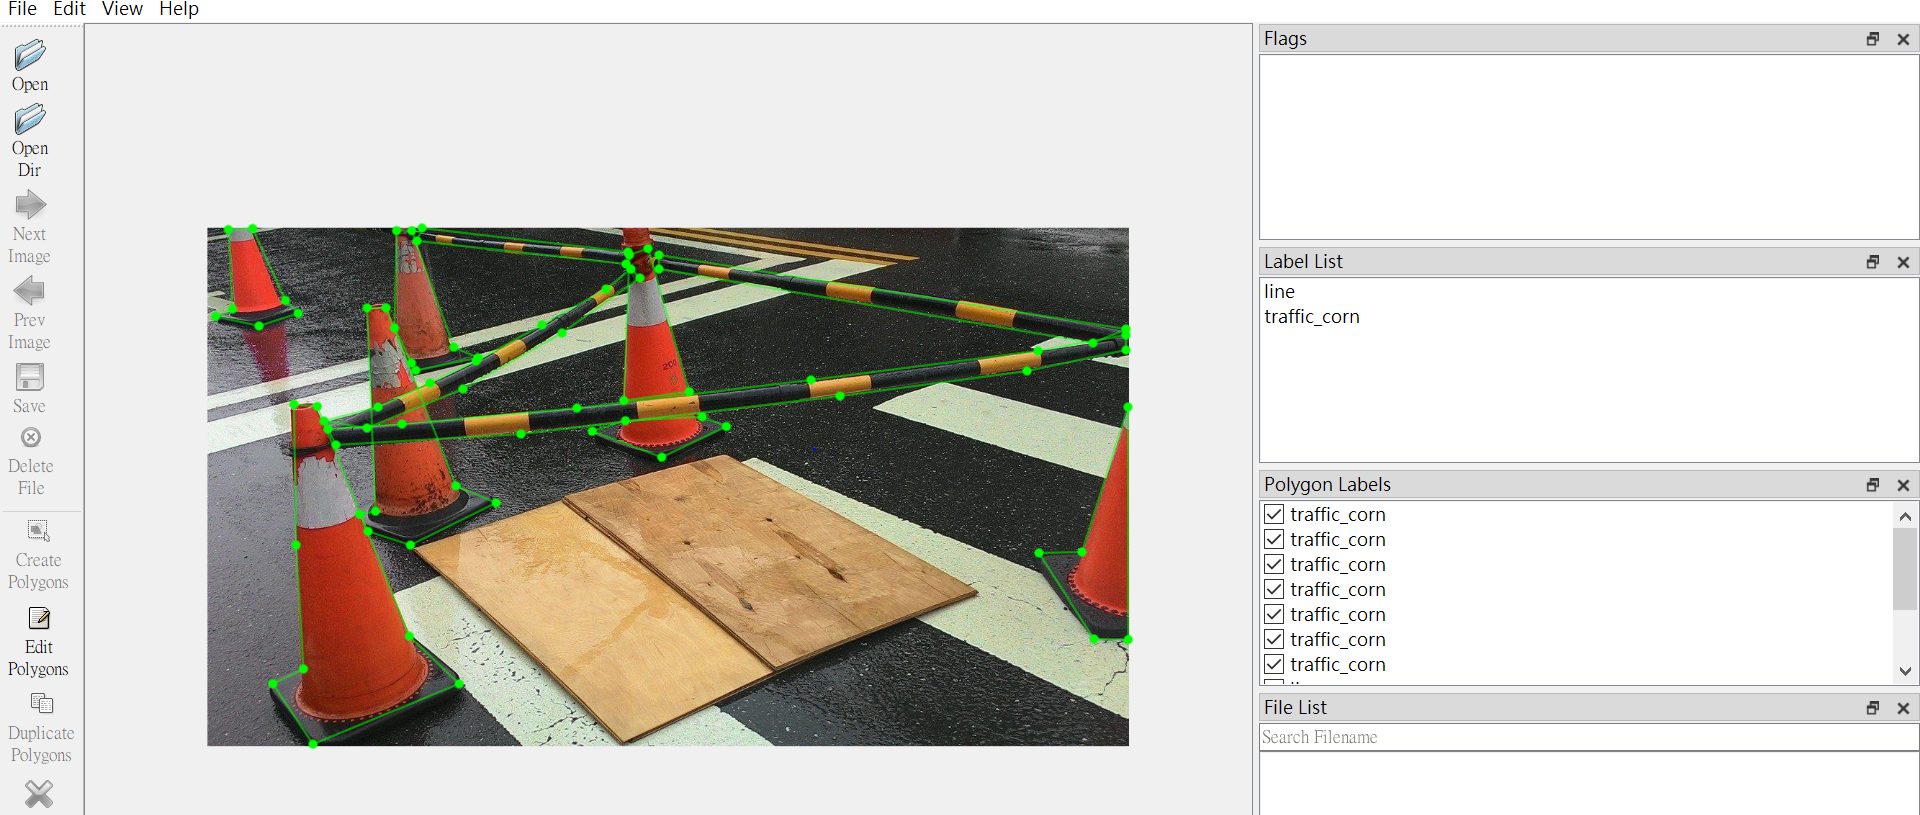 File Edit View Help
Open
Open
Dir
Next
Image
Prev
Image
Save
Delete
File
Create
Polygons
Edit
Polygons
Duplicate
Polygons
Flags
Label List
line
traffic_corn
Polygon Labels
traffic_corn
traffic_corn
traffic_corn
traffic_corn
traffic_corn
traffic_corn
traffic_corn
File List
Search Filename